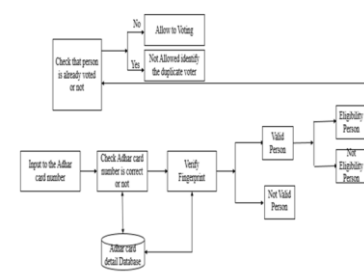 No
Allow to Voting
Check that person
is already voted
or not
Yes
Not Allowed identify
the duplicate voter
Eligibility
Person
Valid
Person
Not
Eligibility
Person
Input to the Adhar
card number
Check Adhar card
number is correct
or not
Verify
Fingerprint
Not Valid
Person
Adhar card
detail Database